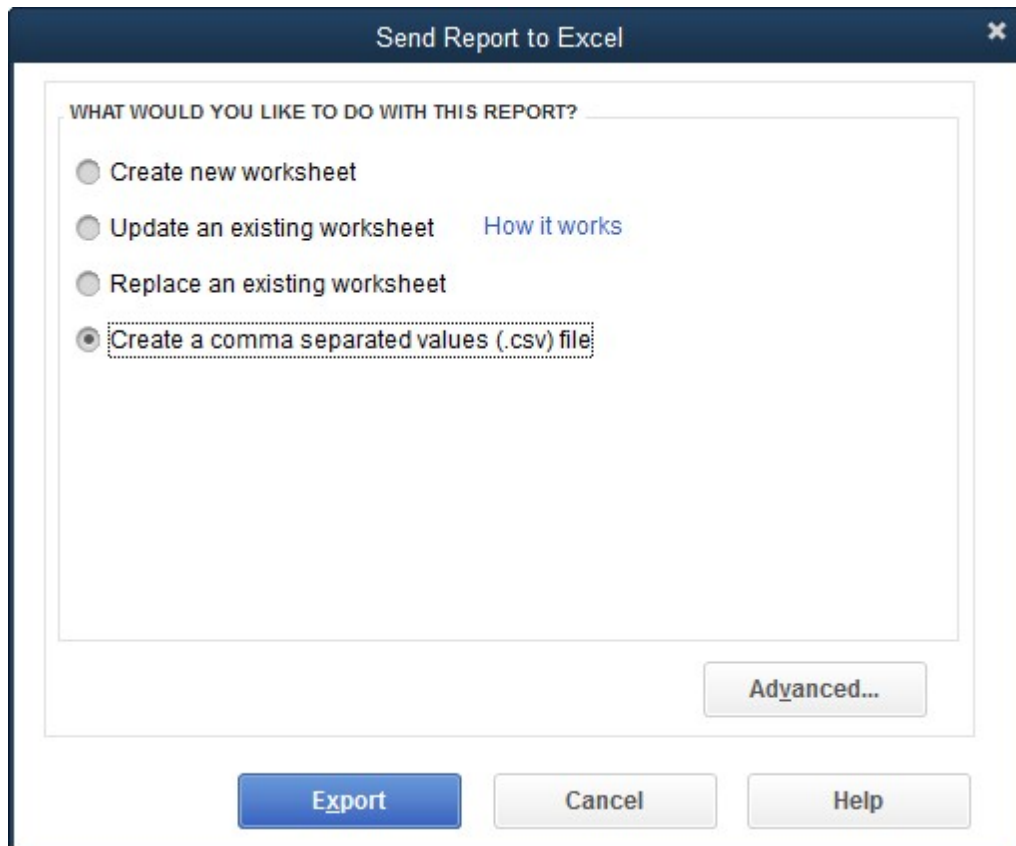 Send Report to Excel
WHAT WOULD YOU LIKE TO DO WITH THIS REPORT?
Create new worksheet
Update an existing worksheet How it works
Replace an existing worksheet
Create a comma separated values (.csv) file
Advanced...
Export Cancel Help